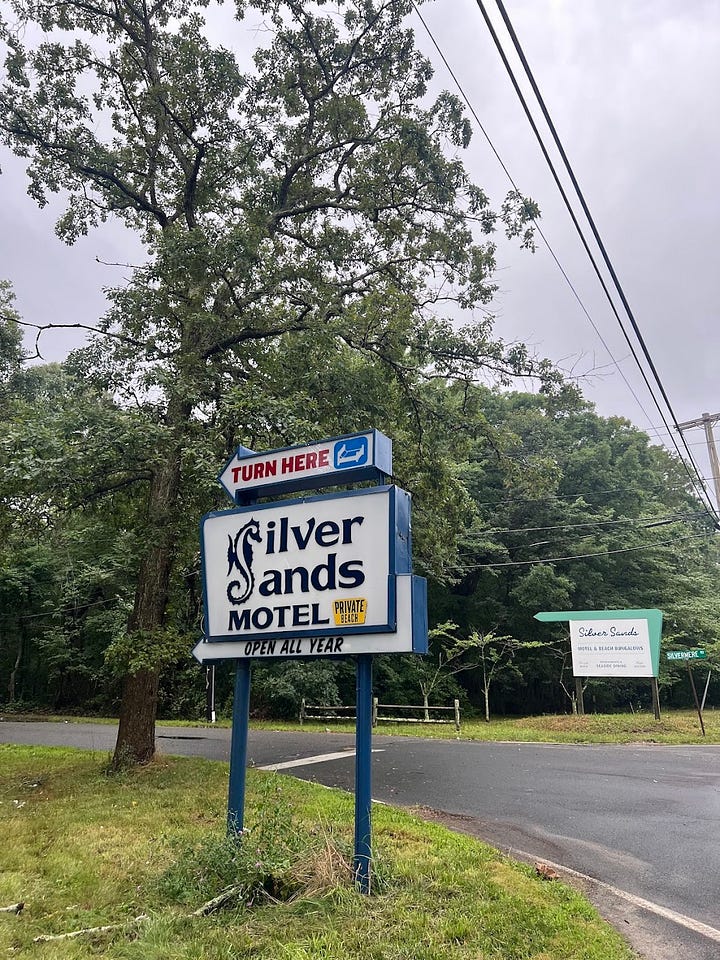 TURN HERE
Silver
Sands
MOTEL PRIVATE BEACH
OPEN ALL YEAR
Silver Sands
MOTEL & BEACH BUNGALOWS
SEASIDE DINING
SILVERMERE